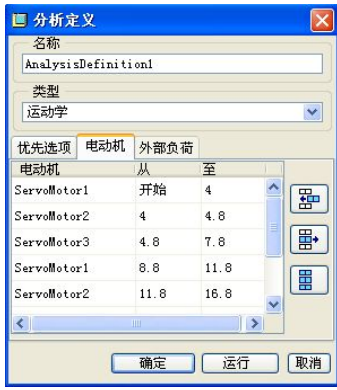 分析定义
名称
AnalysisDefinition1
类型
运动学
优先选项 电动机 外部负荷
电动机 从 至
ServoMotor1 开始 4
ServoMotor2 4 4.8
ServoMotor3 4.8 7.8
ServoMotor1 8.8 11.8
ServoMotor2 11.8 16.8
确定 运行 取消